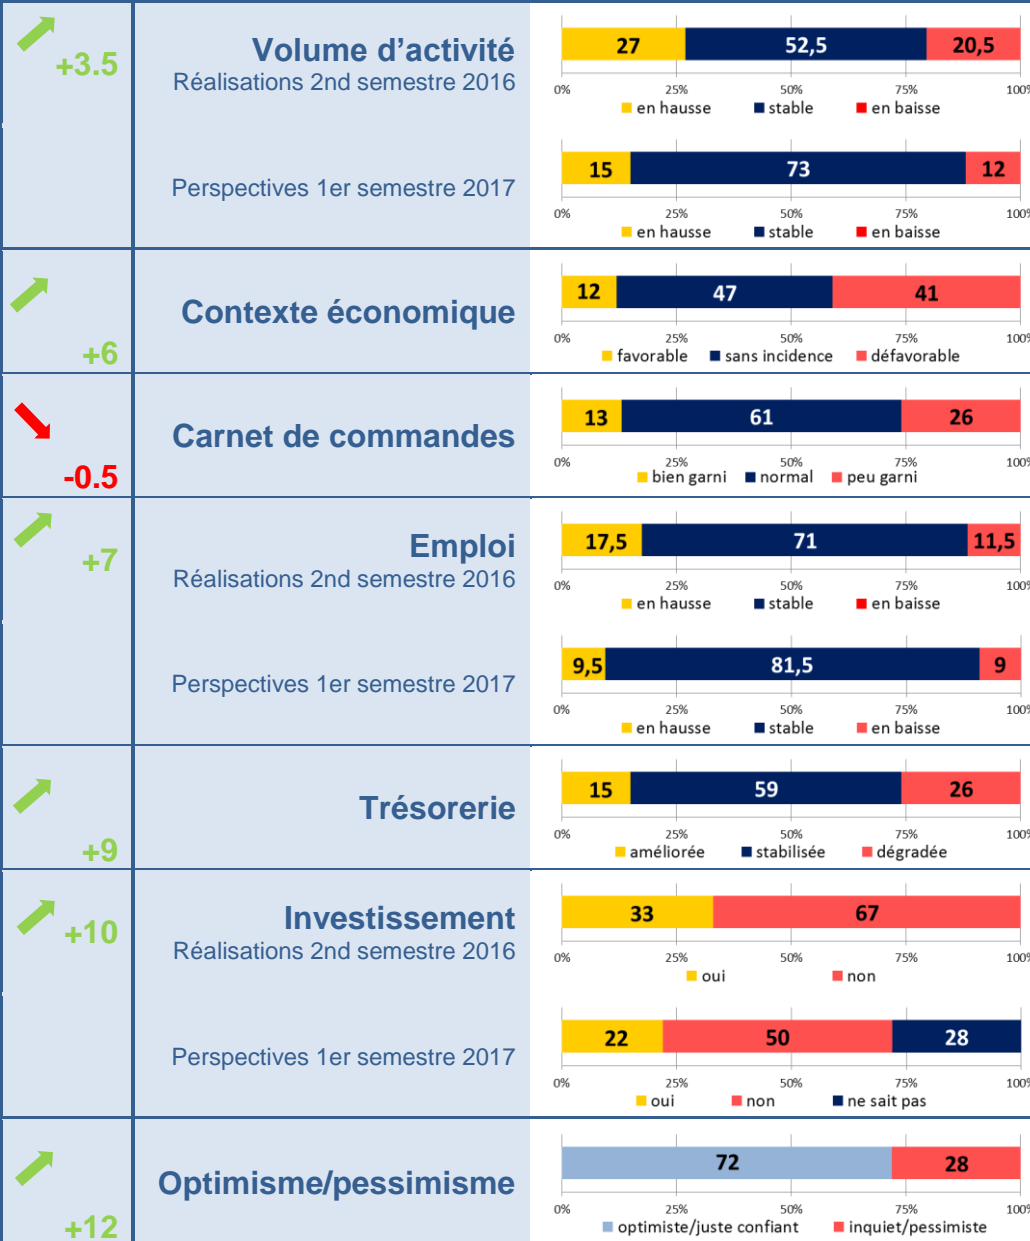 +3.5
Volume d’activité
Réalisations 2nd semestre 2016
27 52,5 20,5
0% 25% 50% 75% 100%
en hausse stable en baisse
Perspectives 1er semestre 2017
15 73 12
0% 25% 50% 75% 100%
en hausse stable en baisse
+6
Contexte économique
12 47 41
0% 25% 50% 75% 100%
favorable sans incidence défavorable
-0.5
Carnet de commandes
13 61 26
0% 25% 50% 75% 100%
bien garni normal peu garni
+7
Emploi
Réalisations 2nd semestre 2016
17,5 71 11,5
0% 25% 50% 75% 100%
en hausse stable en baisse
Perspectives 1er semestre 2017
9,5 81,5 9
0% 25% 50% 75% 100%
en hausse stable en baisse
+9
Trésorerie
15 59 26
0% 25% 50% 75% 100%
améliorée stabilisée dégradée
+10
Investissement
Réalisations 2nd semestre 2016
33 67
0% 25% 50% 75% 100%
oui non
Perspectives 1er semestre 2017
22 50 28
0% 25% 50% 75% 100%
oui non ne sait pas
+12
Optimisme/pessimisme
72 28
0% 25% 50% 75% 100%
optimiste/juste confiant inquiet/pessimiste